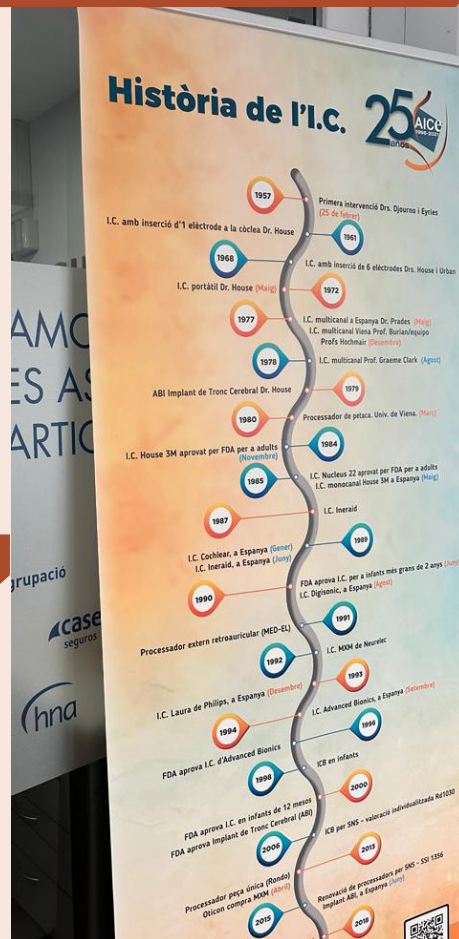 Història de l'I.C.
25
años
AICE
1996-2021
1957
Primera intervenció Drs. Djourno i Eyries
(25 de febrer)
I.C. amb inserció d'1 elèctrode a la còclea Dr. House
1961
1968
I.C. amb inserció de 6 elèctrodes Drs. House i Urban
I.C. portàtil Dr. House (Maig)
1972
1977
I.C. multicanal a Espanya Dr. Prades (Maig)
I.C. multicanal Viena Prof. Burian/equipo
Profs Hochmair (Desembre)
1978
I.C. multicanal Prof. Graeme Clark (Agost)
ABI Implant de Tronc Cerebral Dr. House
1979
1980
Processador de petaca. Univ. de Viena. (Març)
I.C. House 3M aprovat per FDA per a adults
(Novembre)
1984
1985
I.C. Nucleus 22 aprovat per FDA per a adults
I.C. monocanal House 3M a Espanya (Maig)
1987
I.C. Ineraid
I.C. Cochlear, a Espanya (Gener)
I.C. Ineraid, a Espanya (Juny)
1989
1990
FDA aprova I.C. per a infants més grans de 2 anys (Juny)
I.C. Digisonic, a Espanya (Agost)
Processador extern retroauricular (MED-EL)
1991
1992
I.C. MXM de Neurelec
I.C. Laura de Philips, a Espanya (Desembre)
1993
1994
I.C. Advanced Bionics, a Espanya (Setembre)
FDA aprova I.C. d'Advanced Bionics
1996
1998
ICB en infants
FDA aprova I.C. en infants de 12 mesos
FDA aprova Implant de Tronc Cerebral (ABI)
2000
2006
ICB per SNS - valoració individualitzada Rd1030
Processador peça única (Rondo)
Oticon compra MXM (Abril)
2013
2015
Renovació de processadors per SNS - SSI 1356
Implant ABI, a Espanya (Juny)
2018
AMO
ES AS
ARTIC
grupació
case
seguros
hna